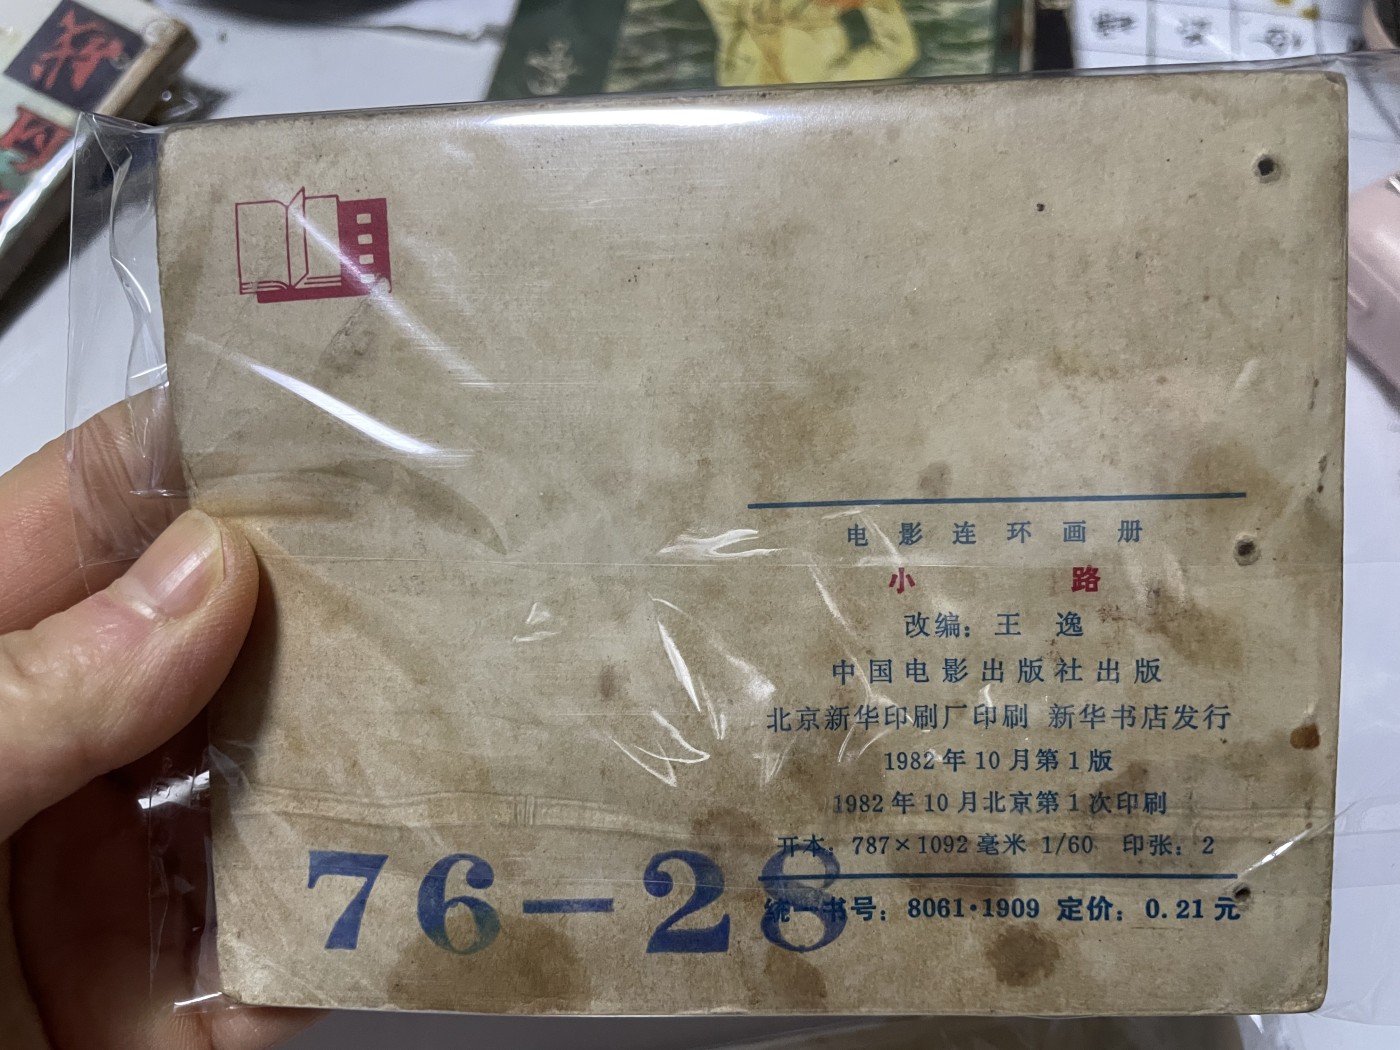 电影连环画册
小 路
改编：王 逸
中国电影出版社出版
北京新华印刷厂印刷 新华书店发行
1982年10月第1版
1982年10月北京第1次印刷
开本：787×1092毫米 1/60 印张：2
统一书号：8061·1909 定价：0.21元
76－28